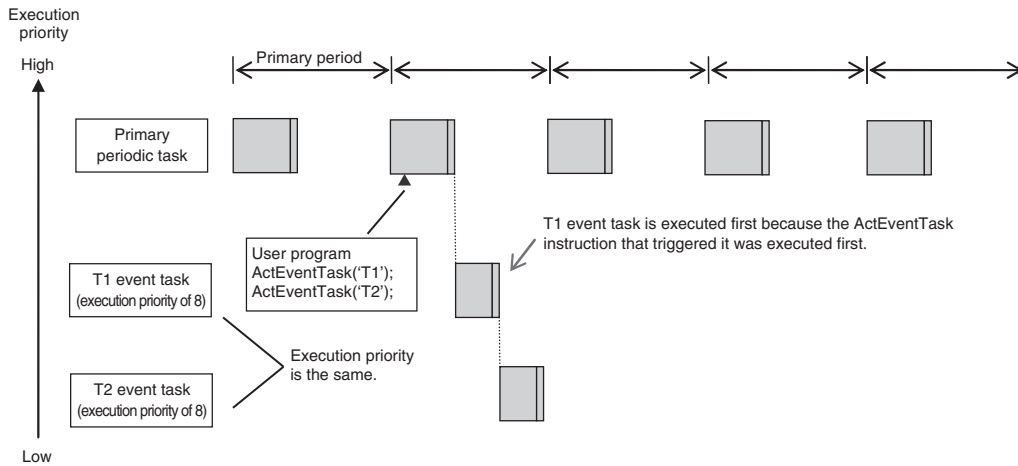 Execution
priority
High
Primary period
Primary
periodic task
T1 event task is executed first because the ActEventTask
instruction that triggered it was executed first.
User program
ActEventTask('T1');
ActEventTask('T2');
T1 event task
(execution priority of 8)
Execution priority
is the same.
T2 event task
(execution priority of 8)
Low